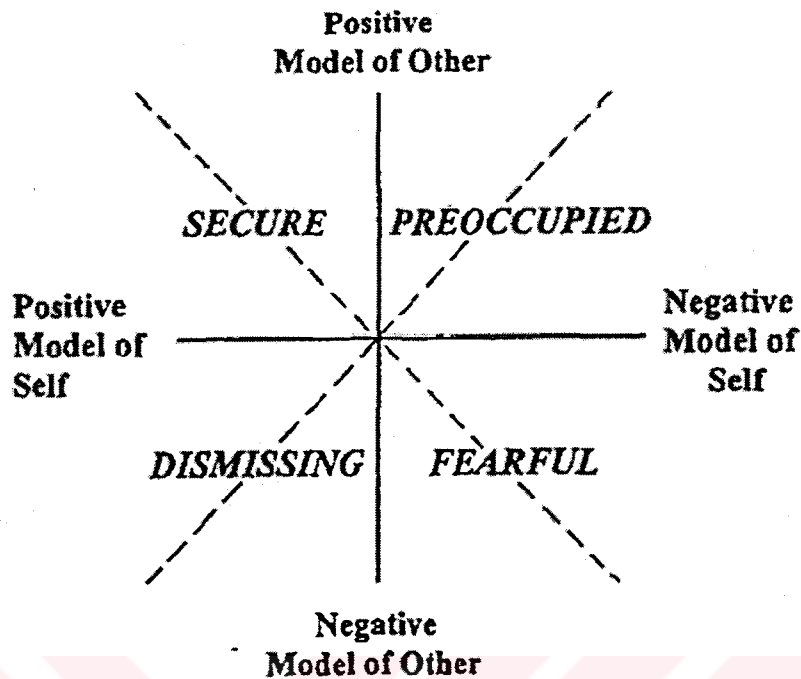 Positive
Model of Other
SECURE
PREOCCUPIED
Positive
Model of
Self
Negative
Model of
Self
DISMISSING
FEARFUL
Negative
Model of Other